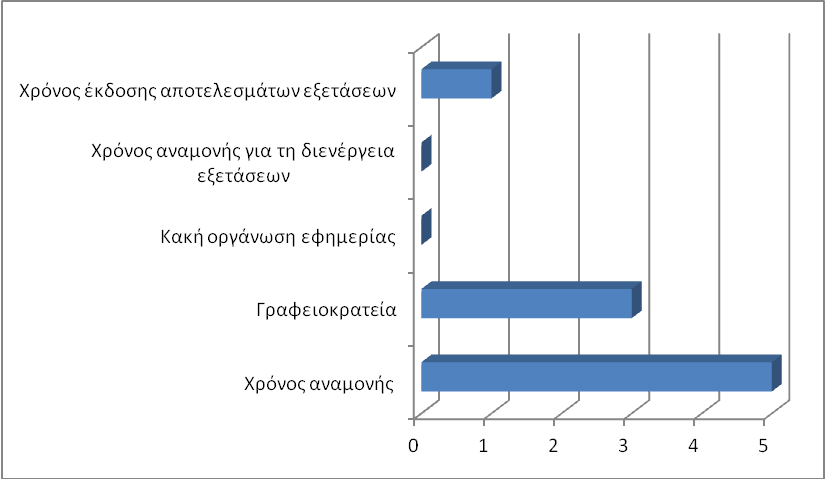 Χρόνος έκδοσης αποτελεσμάτων εξετάσεων
Χρόνος αναμονής για τη διενέργεια
εξετάσεων
Κακή οργάνωση εφημερίας
Γραφειοκρατεία
Χρόνος αναμονής
0 1 2 3 4 5